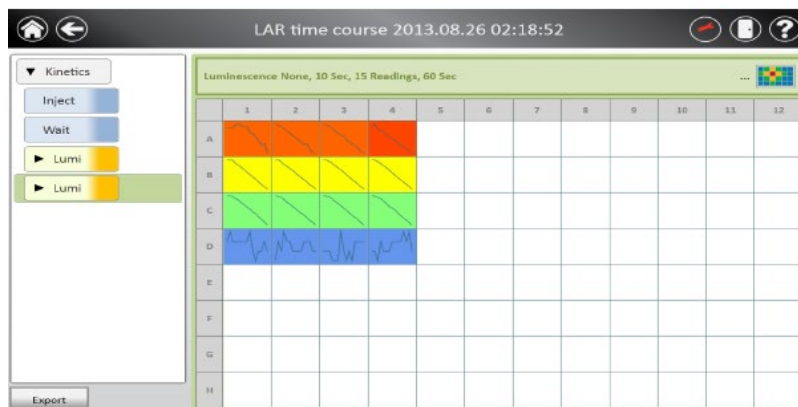 LAR time course 2013.08.26 02:18:52
?
Kinetics
Inject
Wait
Lumi
Lumi
Export
Luminescence None, 10 Sec, 15 Readings, 60 Sec
...
1 2 3 4 5 6 7 8 9 10 11 12
A
B
C
D
E
F
G
H